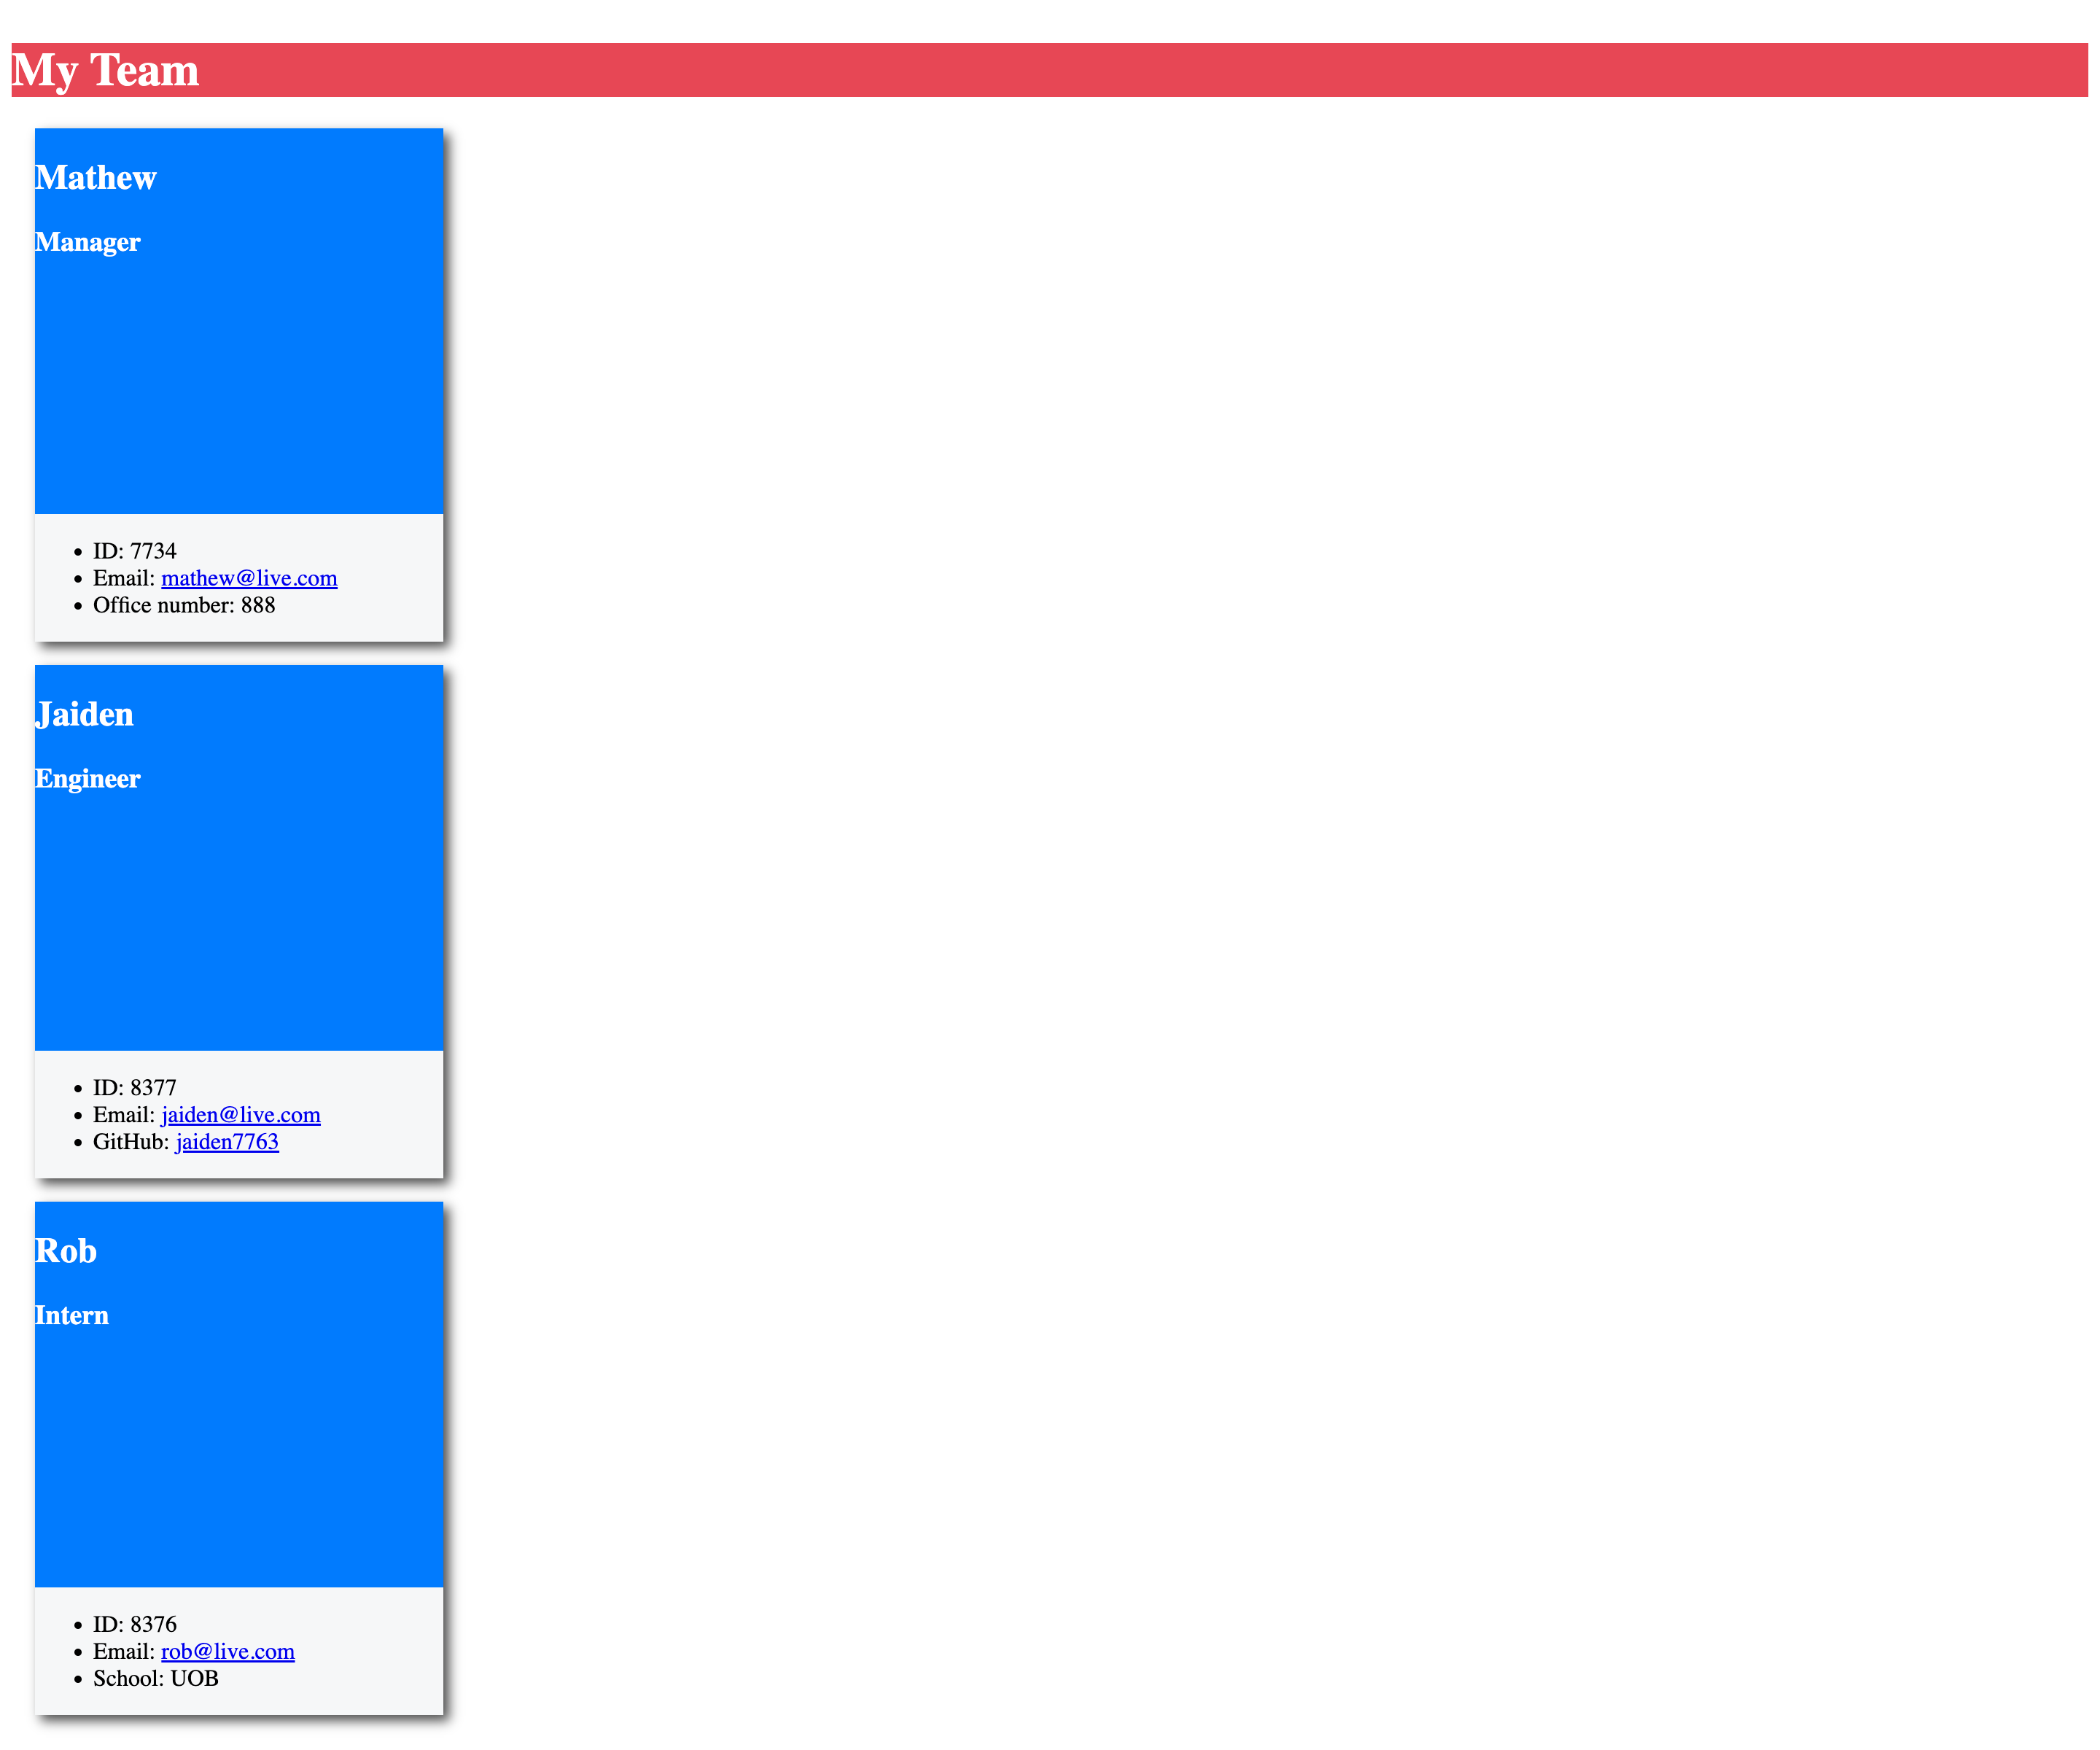 My Team
Mathew
Manager
ID: 7734
Email: mathew@live.com
Office number: 888
Jaiden
Engineer
ID: 8377
Email: jaiden@live.com
GitHub: jaiden7763
Rob
Intern
ID: 8376
Email: rob@live.com
School: UOB